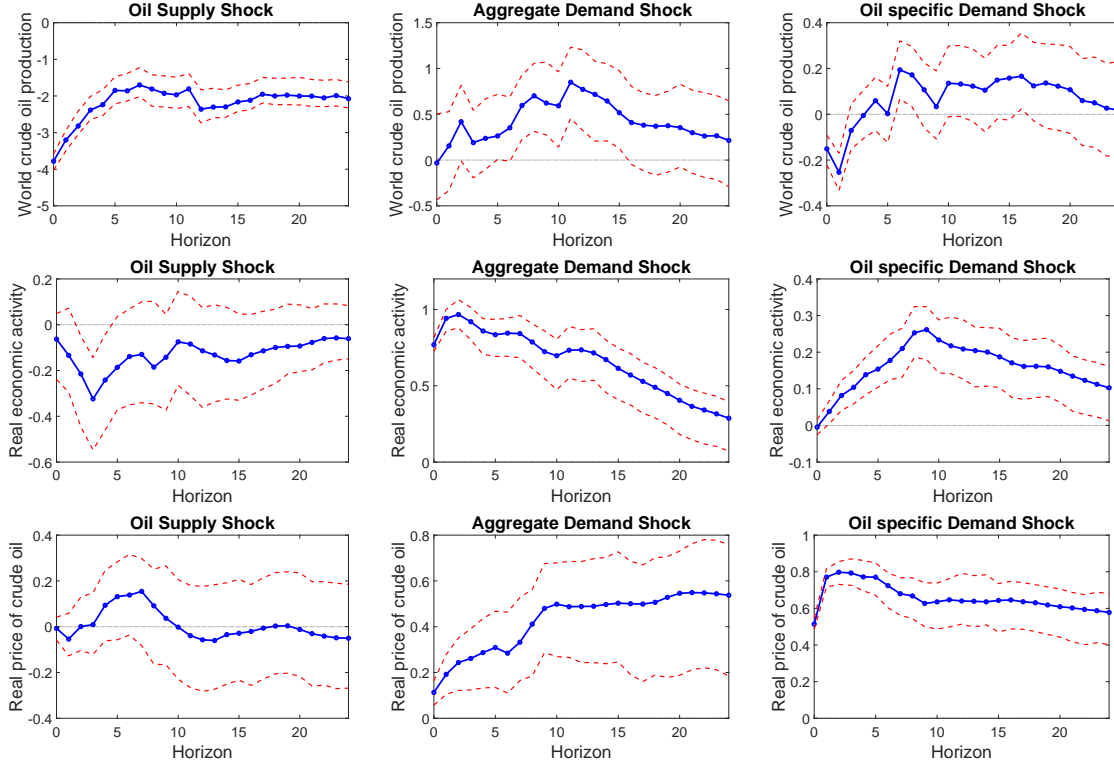 Oil Supply Shock
World crude oil production
0
-1
-2
-3
-4
-5
0 5 10 15 20
Horizon
Aggregate Demand Shock
World crude oil production
1.5
1
0.5
0
-0.5
0 5 10 15 20
Horizon
Oil specific Demand Shock
World crude oil production
0.4
0.2
0
-0.2
-0.4
0 5 10 15 20
Horizon
Oil Supply Shock
Real economic activity
0.2
0
-0.2
-0.4
-0.6
0 5 10 15 20
Horizon
Aggregate Demand Shock
Real economic activity
1
0.5
0
0 5 10 15 20
Horizon
Oil specific Demand Shock
Real economic activity
0.4
0.3
0.2
0.1
0
-0.1
0 5 10 15 20
Horizon
Oil Supply Shock
Real price of crude oil
0.4
0.2
0
-0.2
-0.4
0 5 10 15 20
Horizon
Aggregate Demand Shock
Real price of crude oil
0.8
0.6
0.4
0.2
0
0 5 10 15 20
Horizon
Oil specific Demand Shock
Real price of crude oil
1
0.8
0.6
0.4
0.2
0
0 5 10 15 20
Horizon